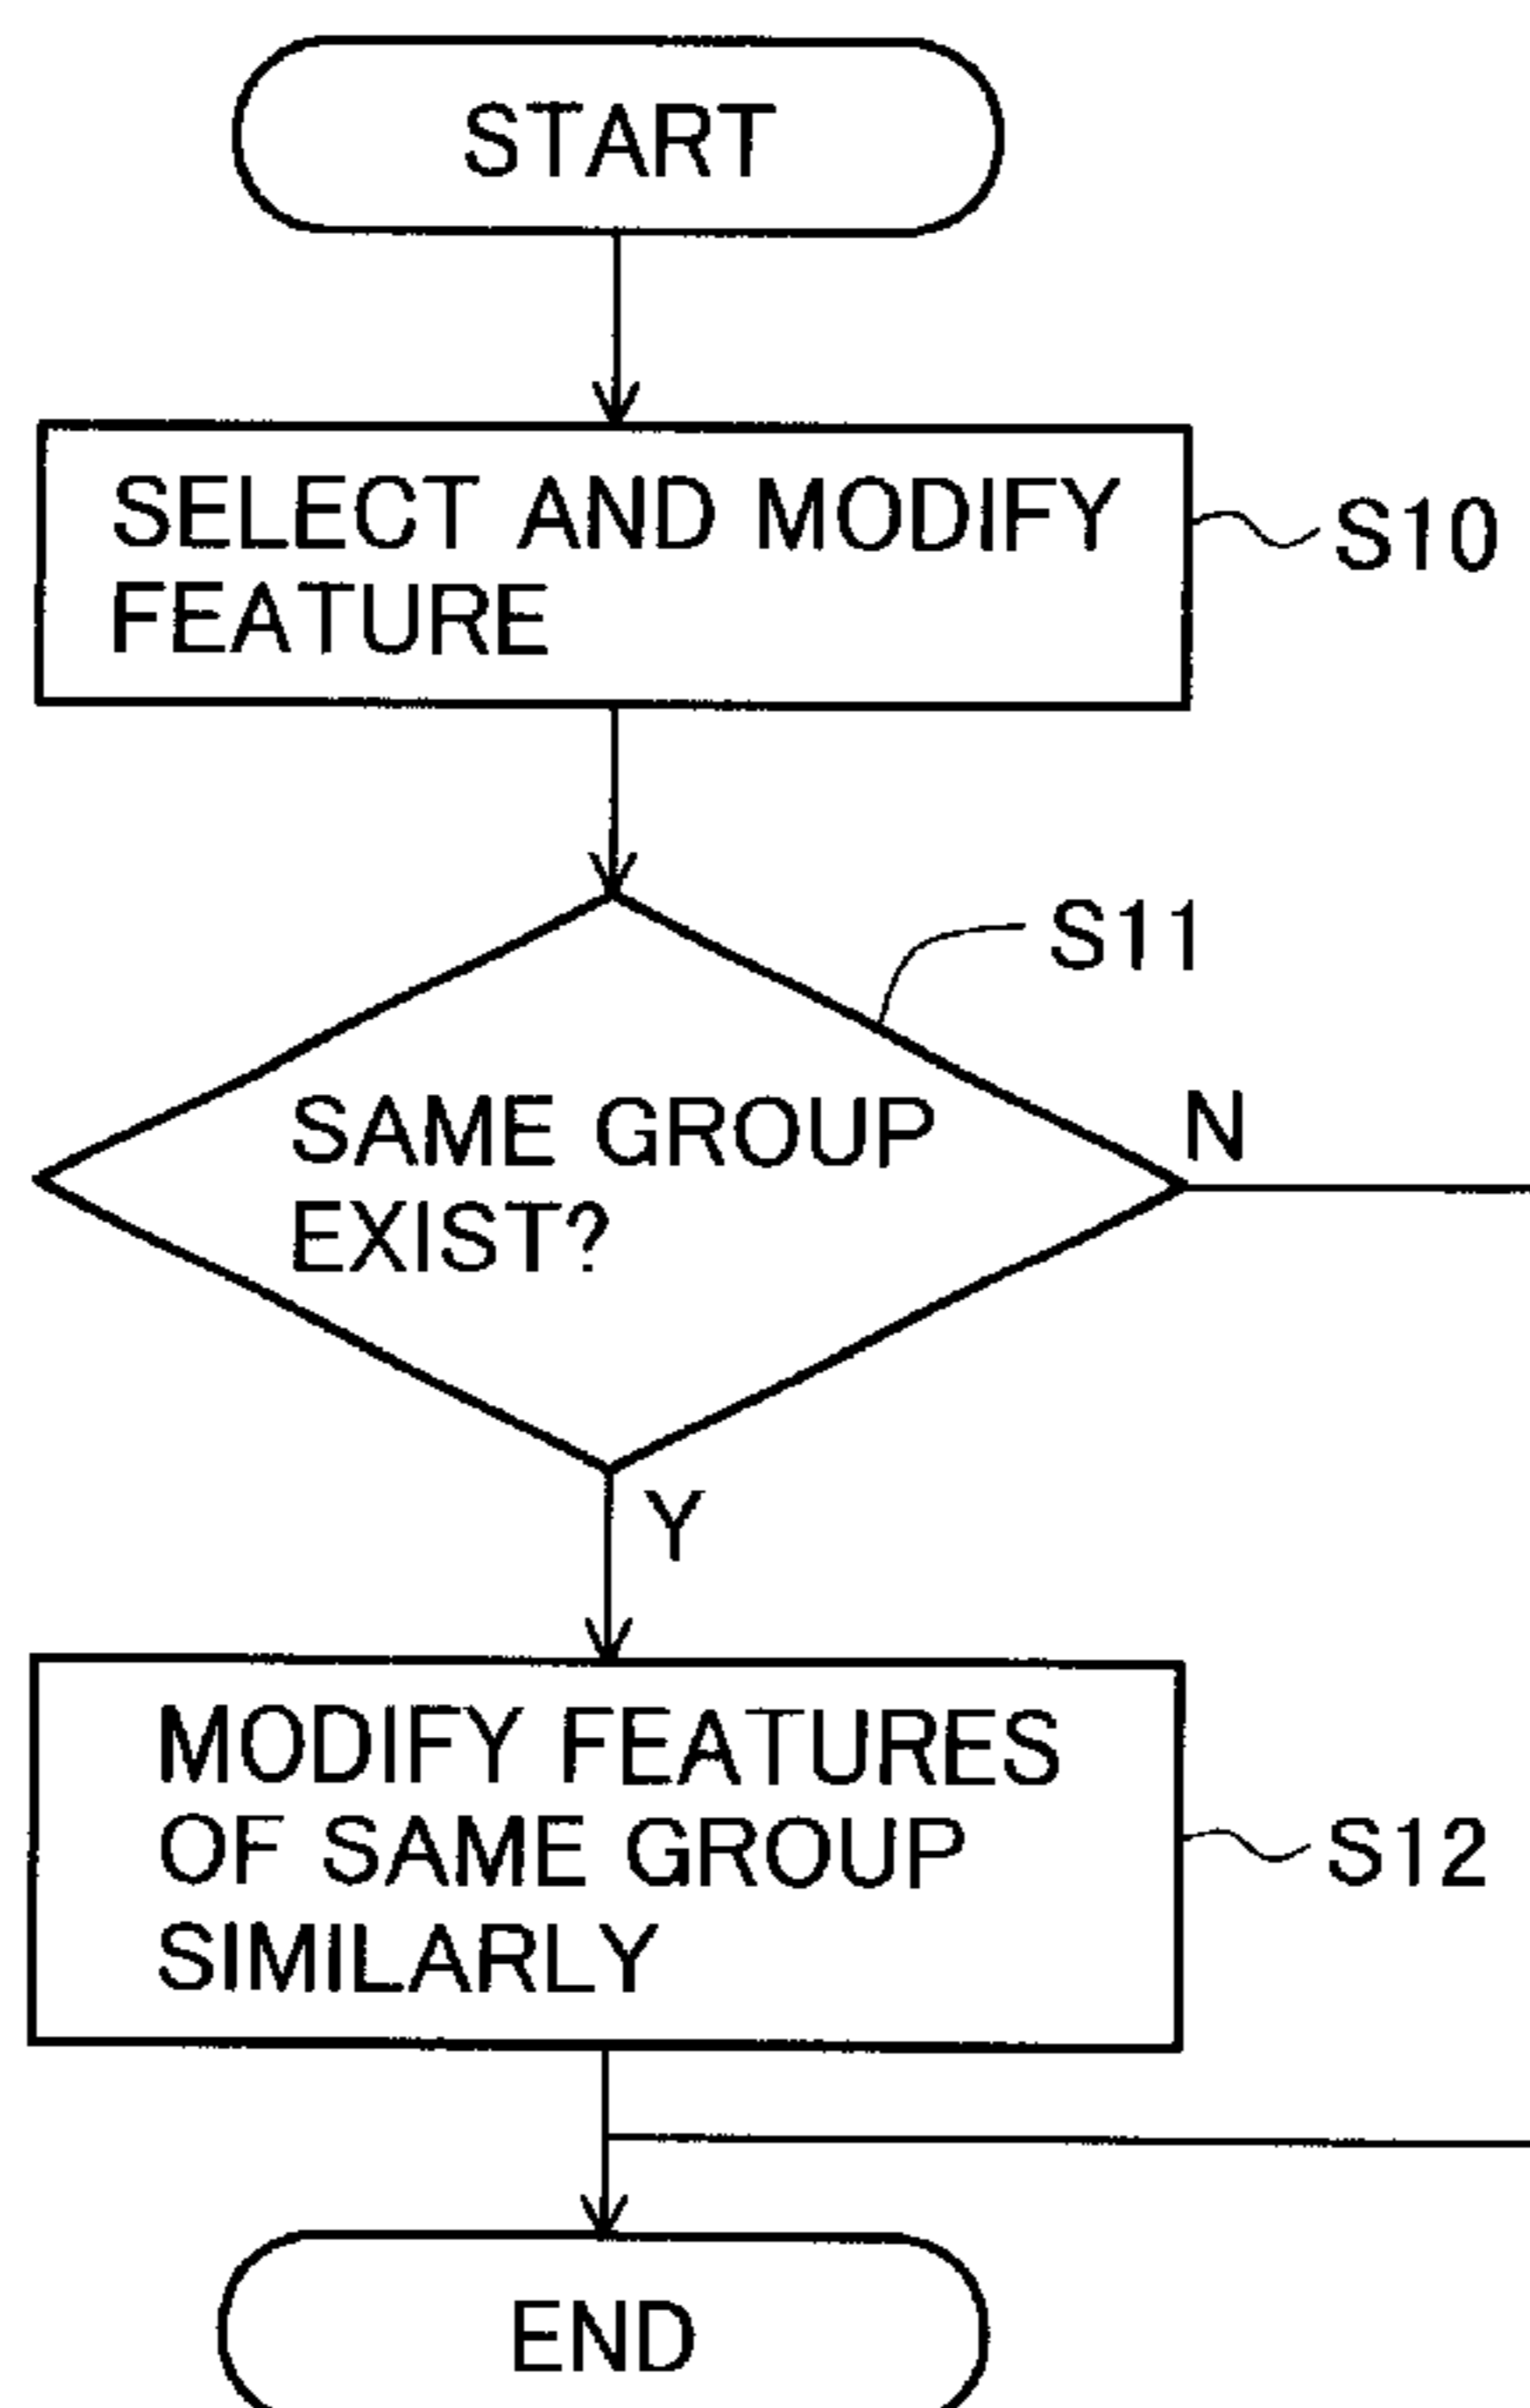 START
SELECT AND MODIFY
FEATURE
S10
S11
SAME GROUP
EXIST?
N
Y
MODIFY FEATURES
OF SAME GROUP
SIMILARLY
S12
END